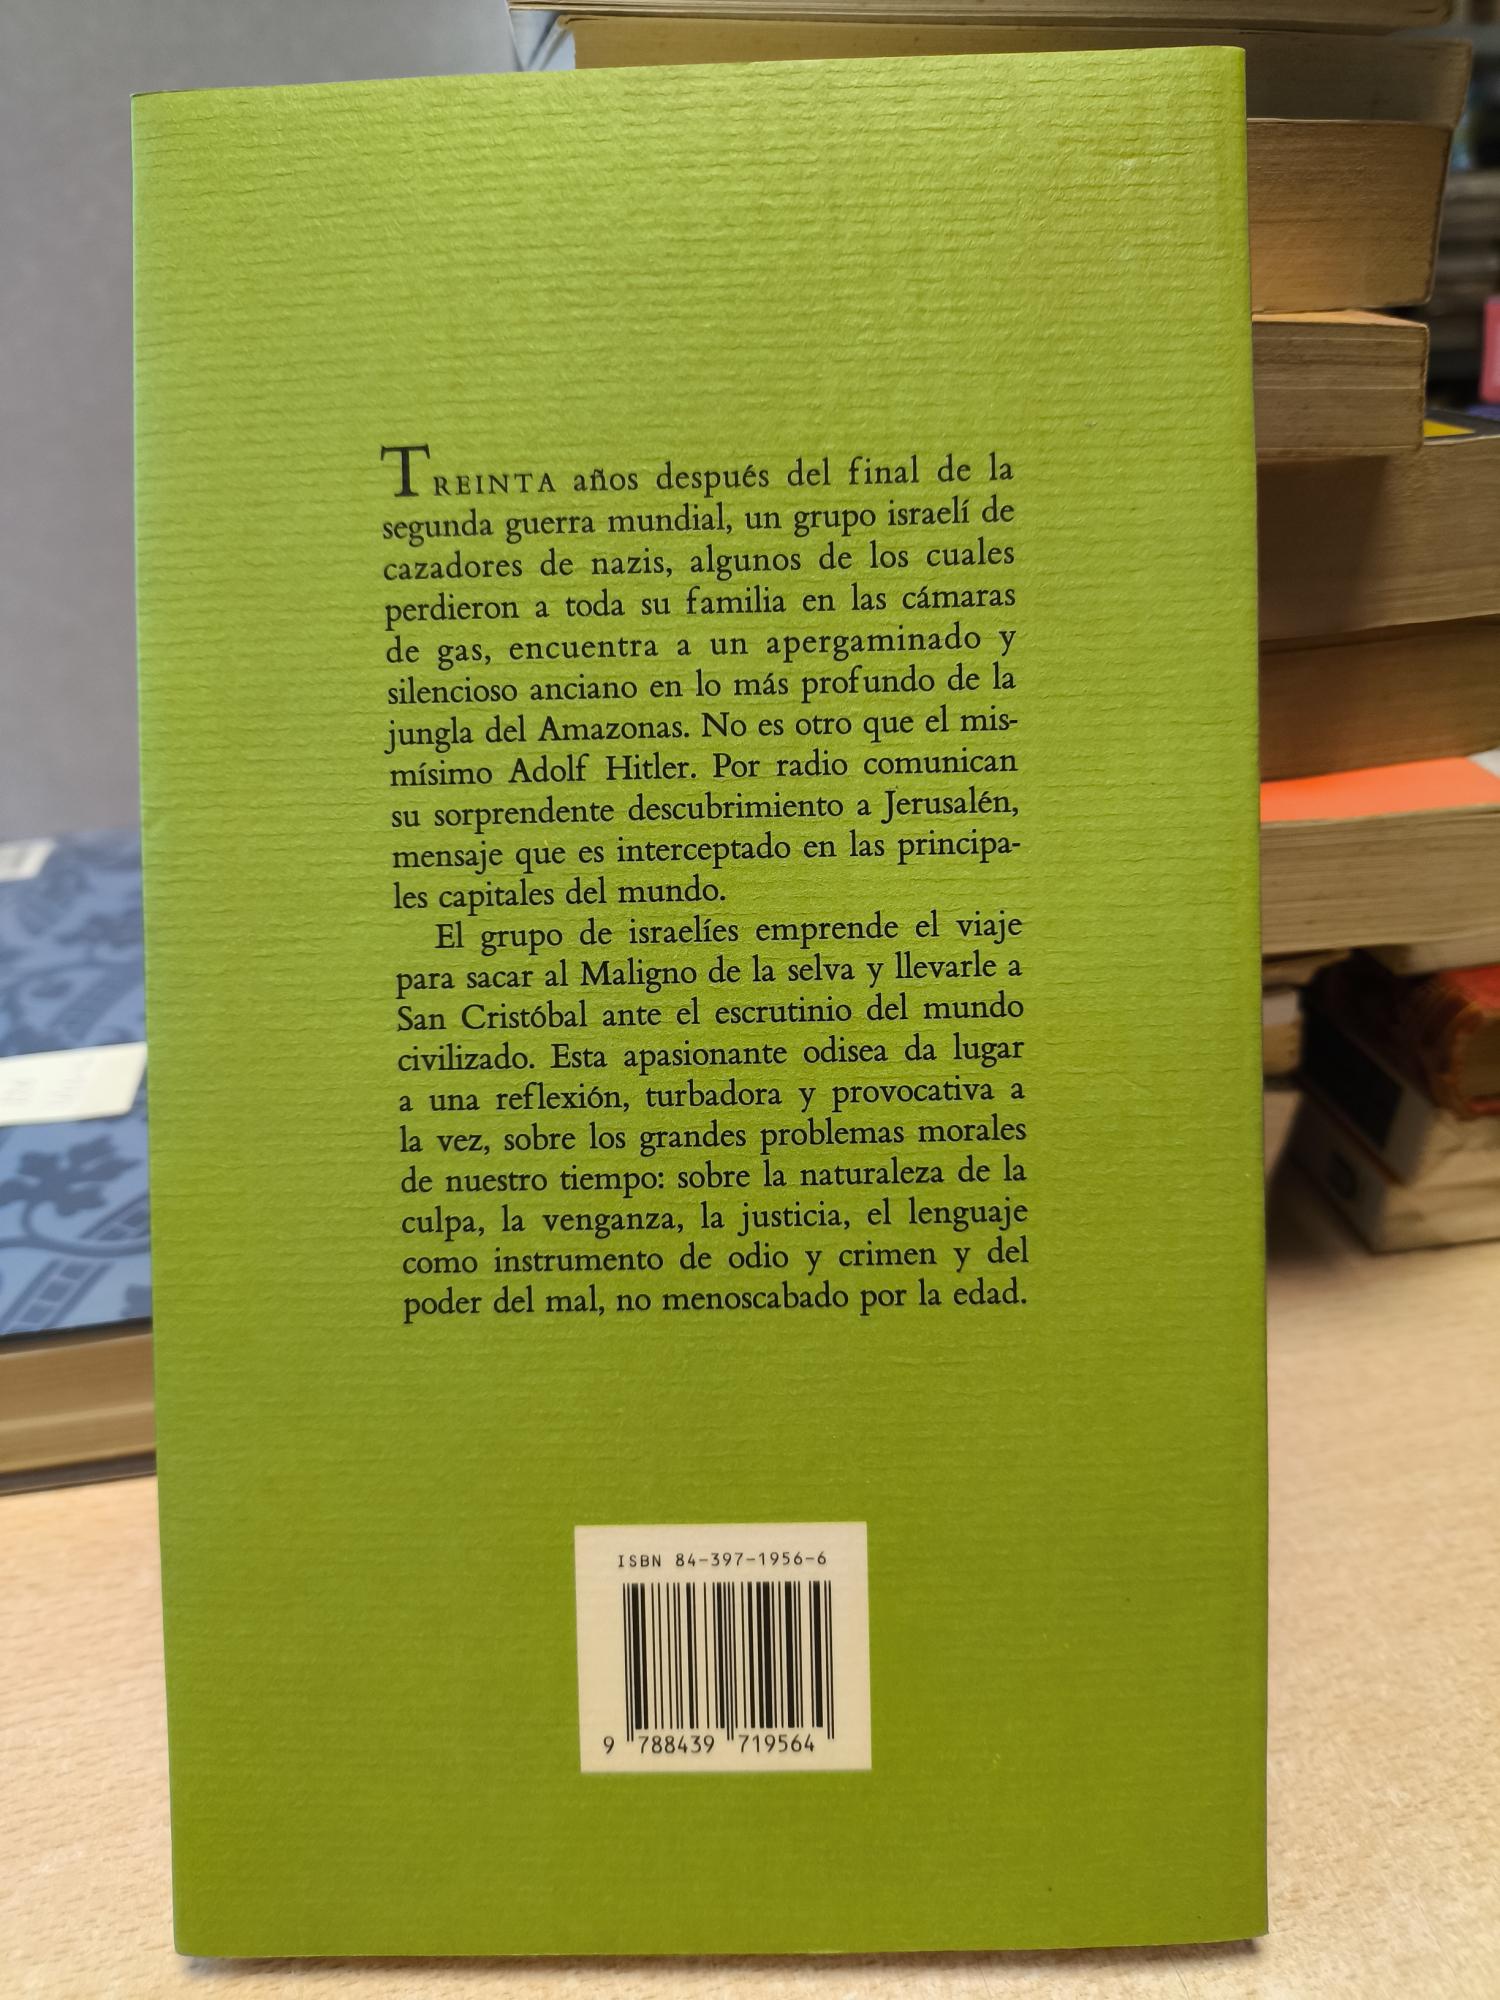 TREINTA años después del final de la
segunda guerra mundial, un grupo israelí de
cazadores de nazis, algunos de los cuales
perdieron a toda su familia en las cámaras
de gas, encuentra a un apergaminado y
silencioso anciano en lo más profundo de la
jungla del Amazonas. No es otro que el mis-
mísimo Adolf Hitler. Por radio comunican
su sorprendente descubrimiento a Jerusalén,
mensaje que es interceptado en las principa-
les capitales del mundo.
El grupo de israelíes emprende el viaje
para sacar al Maligno de la selva y llevarle a
San Cristóbal ante el escrutinio del mundo
civilizado. Esta apasionante odisea da lugar
a una reflexión, turbadora y provocativa a
la vez, sobre los grandes problemas morales
de nuestro tiempo: sobre la naturaleza de la
culpa, la venganza, la justicia, el lenguaje
como instrumento de odio y crimen y del
poder del mal, no menoscabado por la edad.
ISBN 84-397-1956-6
9 788439 719564